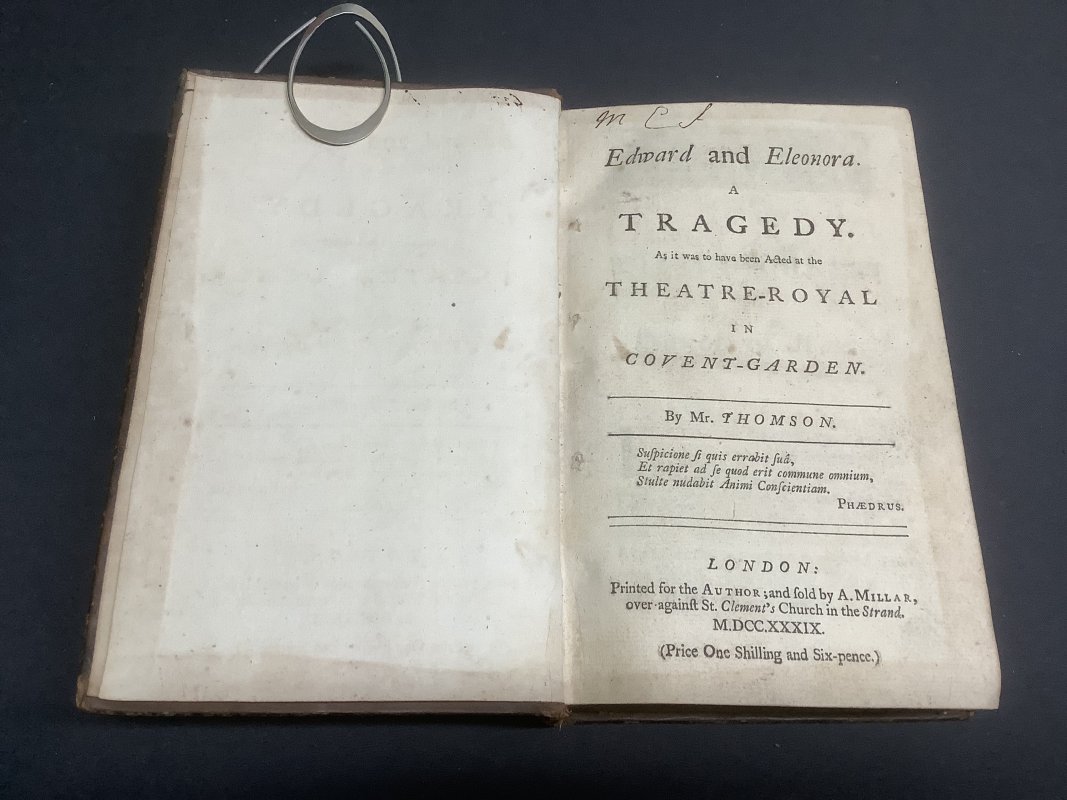 M C S
Edward and Eleonora.
A
TRAGEDY.
As it was to have been Acted at the
THEATRE-ROYAL
IN
COVENT-GARDEN.
By Mr. THOMSON.
Suſpicione ſi quis errabit ſuâ,
Et rapiet ad ſe quod erit commune omnium,
Stulte nudabit Animi Conſcientiam.
PHÆDRUS.
LONDON:
Printed for the AUTHOR; and ſold by A. MILLAR,
over-againſt St. Clement's Church in the Strand.
M.DCC.XXXIX.
(Price One Shilling and Six-pence.)